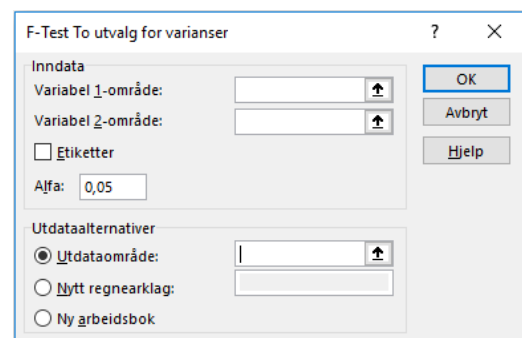 F-Test To utvalg for varianser ? ×
Inndata
Variabel 1-område:
Variabel 2-område:
Etiketter
Alfa: 0,05
OK
Avbryt
Hjelp
Utdataalternativer
Utdataområde:
Nytt regnearklag:
Ny arbeidsbok